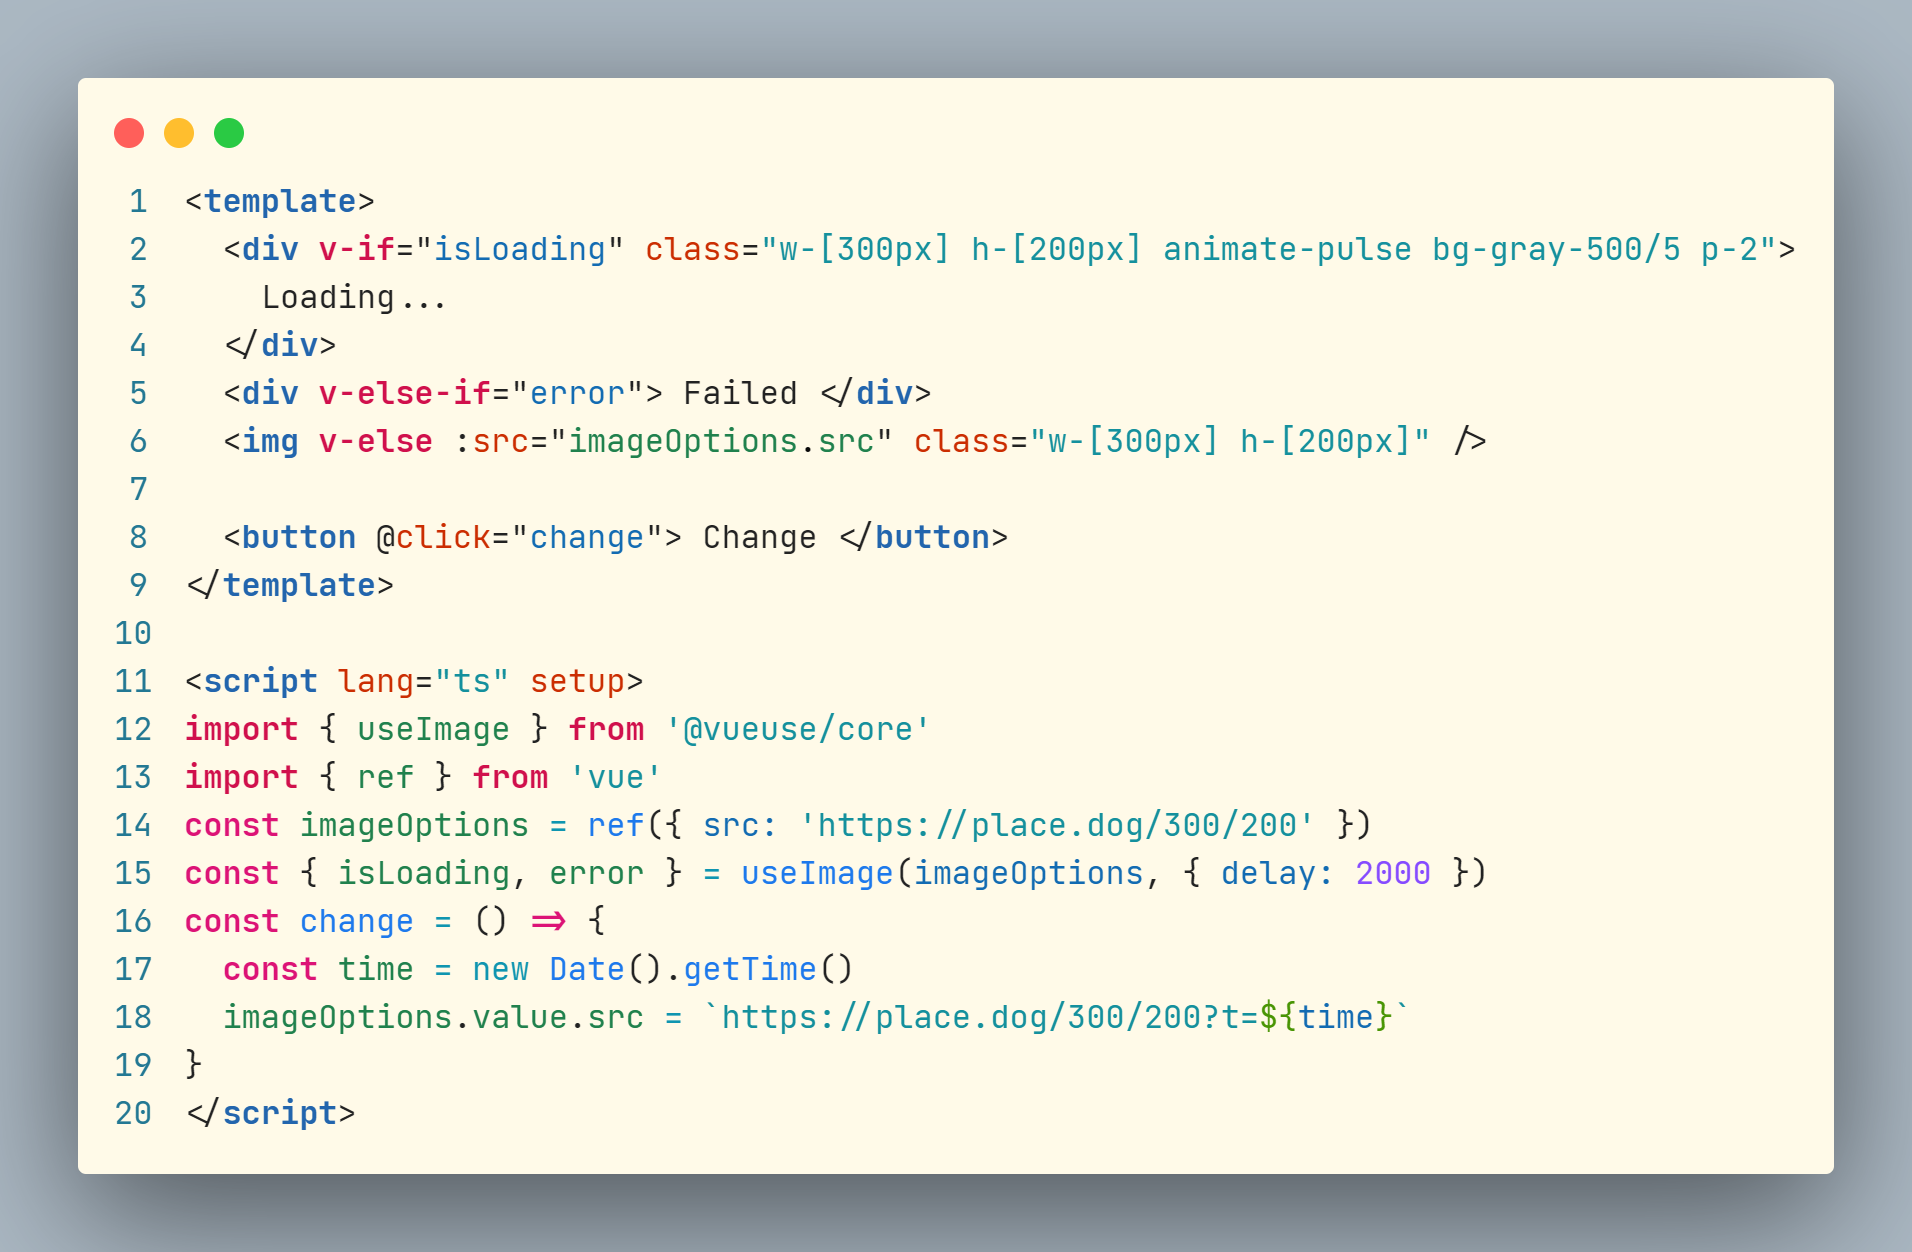 1 <template>
2   <div v-if="isLoading" class="w-[300px] h-[200px] animate-pulse bg-gray-500/5 p-2">
3     Loading...
4   </div>
5   <div v-else-if="error"> Failed </div>
6   <img v-else :src="imageOptions.src" class="w-[300px] h-[200px]" />
7
8   <button @click="change"> Change </button>
9 </template>
10
11 <script lang="ts" setup>
12 import { useImage } from '@vueuse/core'
13 import { ref } from 'vue'
14 const imageOptions = ref({ src: 'https://place.dog/300/200' })
15 const { isLoading, error } = useImage(imageOptions, { delay: 2000 })
16 const change = () => {
17   const time = new Date().getTime()
18   imageOptions.value.src = `https://place.dog/300/200?t=${time}`
19 }
20 </script>